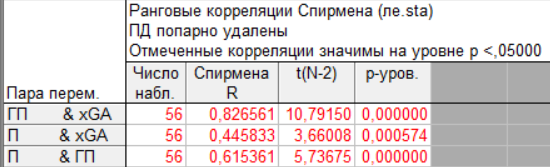 Ранговые корреляции Спирмена (ле.sta)
ПД попарно удалены
Отмеченные корреляции значимы на уровне p <,05000
Пара перем. Число набл. Спирмена R t(N-2) p-уров.
ГП & xGA 56 0,826561 10,79150 0,000000
П & xGA 56 0,445833 3,66008 0,000574
П & ГП 56 0,615361 5,73675 0,000000